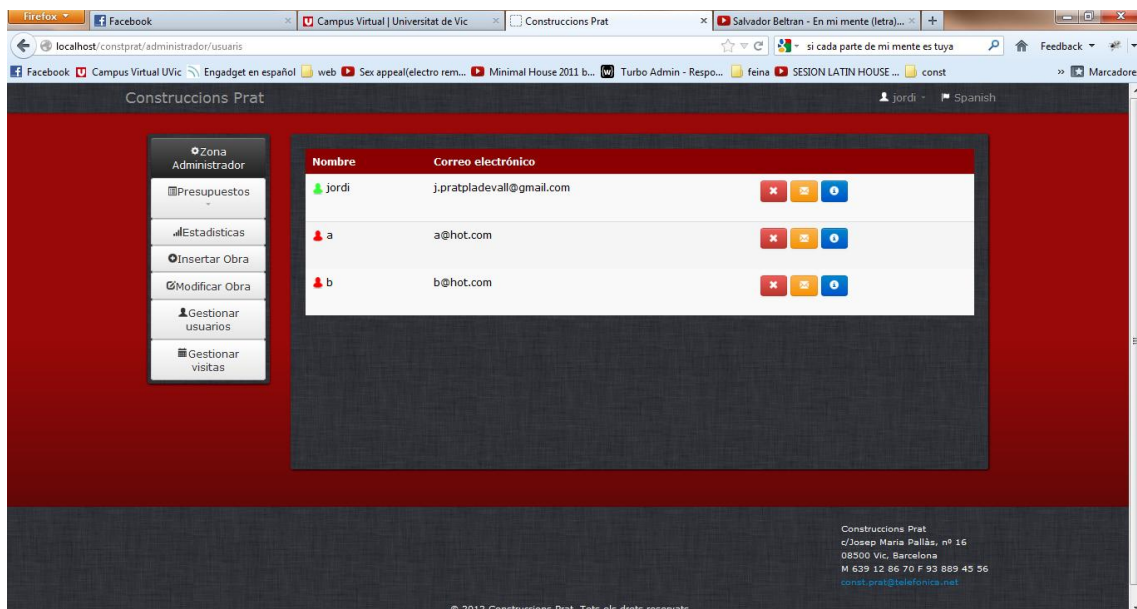 Firefox
Facebook
Campus Virtual | Universitat de Vic
Construccions Prat
Salvador Beltran - En mi mente (letra)...
localhost/constprat/administrador/usuaris
si cada parte de mi mente es tuya
Feedback
Facebook
Campus Virtual UVic
Engadget en español
web
Sex appeal(electro rem...
Minimal House 2011 b...
Turbo Admin - Respo...
feina
SESION LATIN HOUSE ...
const
» Marcadore
Construccions Prat
jordi
Spanish
Zona
Administrador
Presupuestos
Estadisticas
Insertar Obra
Modificar Obra
Gestionar
usuarios
Gestionar
visitas
Nombre Correo electrónico
jordi j.pratpladevall@gmail.com
a a@hot.com
b b@hot.com
Construccions Prat
c/Josep Maria Pallàs, nº 16
08500 Vic, Barcelona
M 639 12 86 70 F 93 889 45 56
const.prat@telefonica.net
© 2012 Construccions Prat. Tots els drets reservats